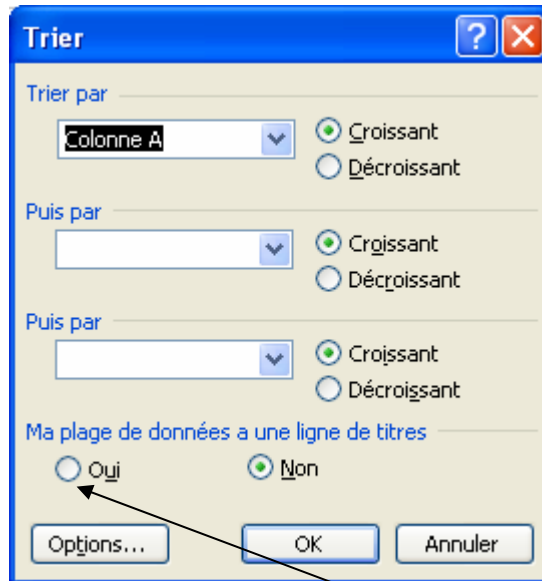 Trier
Trier par
Colonne A
Croissant
Décroissant
Puis par
Croissant
Décroissant
Puis par
Croissant
Décroissant
Ma plage de données a une ligne de titres
Oui Non
Options... OK Annuler